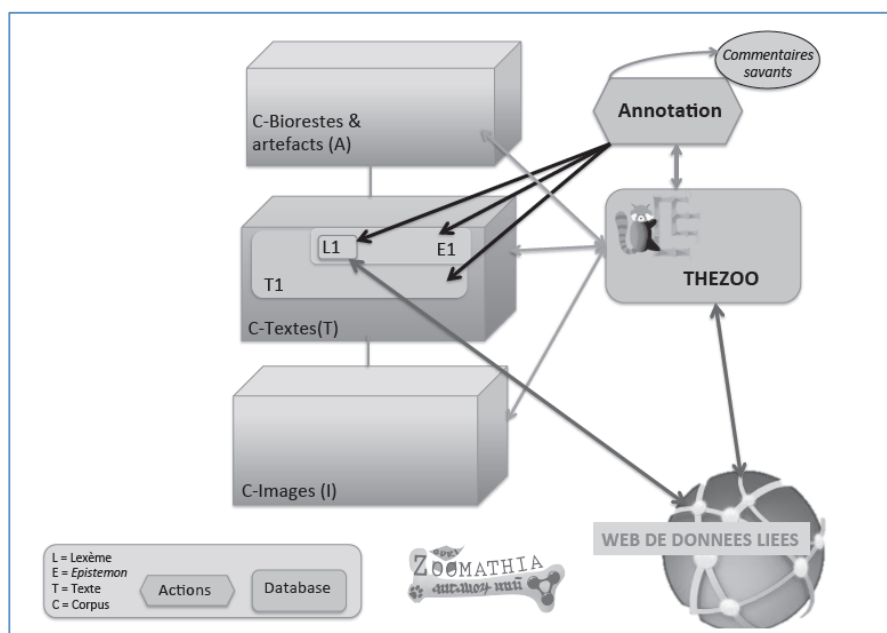 Commentaires
savants
Annotation
C-Biorestes &
artefacts (A)
L1
E1
T1
THEZOO
C-Textes(T)
C-Images (I)
WEB DE DONNEES LIEES
L = Lexème
E = Epistemon
T = Texte
C = Corpus
Actions
Database
ZOOMATHIA